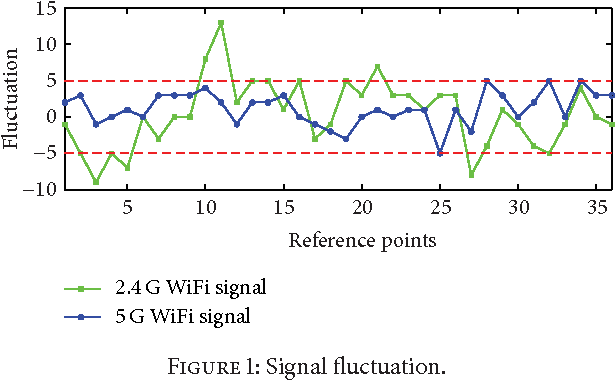 15
10
5
0
−5
−10
Fluctuation
5
10
15
20
25
30
35
Reference points
2.4 G WiFi signal
5 G WiFi signal
FIGURE 1: Signal fluctuation.